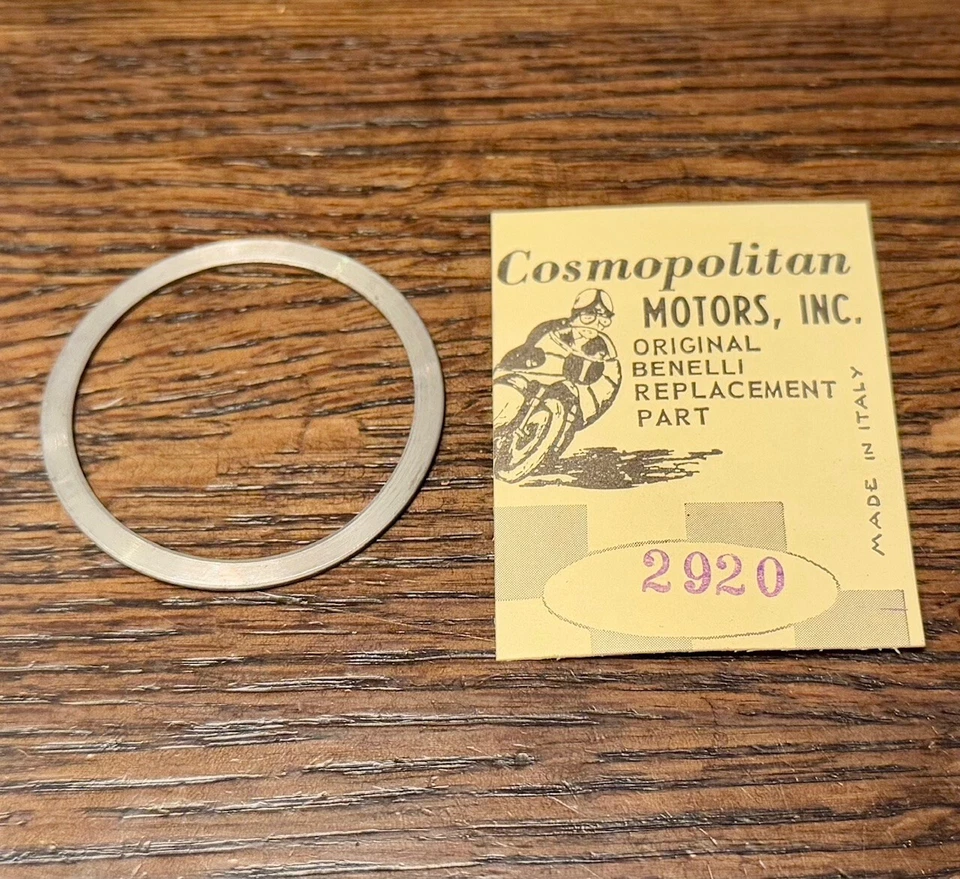 Cosmopolitan
MOTORS, INC.
ORIGINAL
BENELLI
REPLACEMENT
PART
MADE IN ITALY
2920